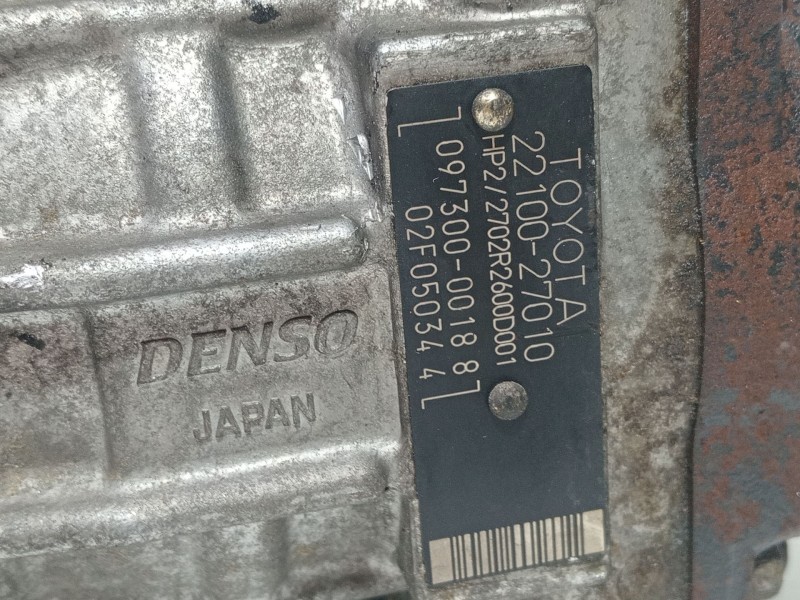 TOYOTA
22100-27010
HP2/2702R2600D001
097300-0018 8
02F05034 4
DENSO
JAPAN